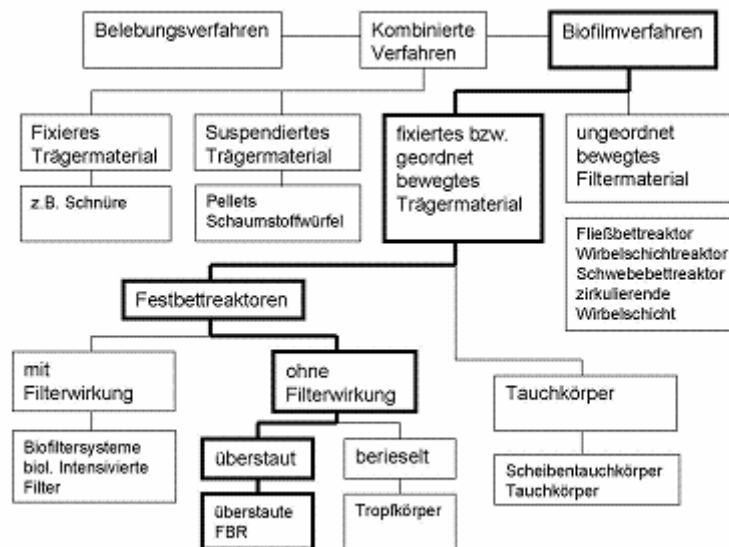 Belebungsverfahren
Kombinierte
Verfahren
Biofilmverfahren
Fixieres
Trägermaterial
Suspendiertes
Trägermaterial
fixiertes bzw.
geordnet
bewegtes
Trägermaterial
ungeordnet
bewegtes
Filtermaterial
z.B. Schnüre
Pellets
Schaumstoffwürfel
Fließbettreaktor
Wirbelschichtreaktor
Schwebebettreaktor
zirkulierende
Wirbelschicht
Festbettreaktoren
mit
Filterwirkung
ohne
Filterwirkung
Tauchkörper
Biofiltersysteme
biol. Intensivierte
Filter
überstaut
berieselt
Scheibentauchkörper
Tauchkörper
überstaute
FBR
Tropfkörper